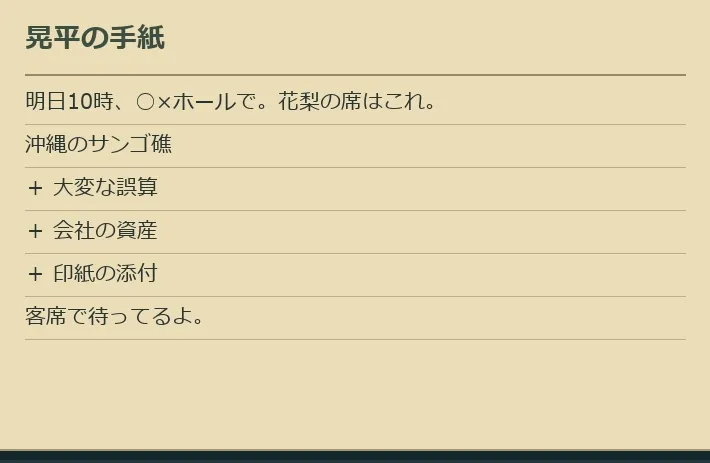 晃平の手紙
明日10時、○×ホールで。花梨の席はこれ。
沖縄のサンゴ礁
＋ 大変な誤算
＋ 会社の資産
＋ 印紙の添付
客席で待ってるよ。